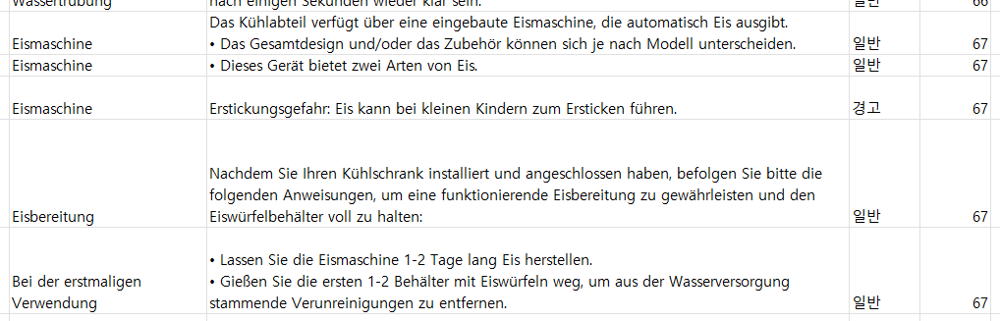 Wassertrübung nach einigen Sekunden wieder klar sein. 일반 66
Das Kühlabteil verfügt über eine eingebaute Eismaschine, die automatisch Eis ausgibt.
Eismaschine • Das Gesamtdesign und/oder das Zubehör können sich je nach Modell unterscheiden. 일반 67
Eismaschine • Dieses Gerät bietet zwei Arten von Eis. 일반 67
Eismaschine Erstickungsgefahr: Eis kann bei kleinen Kindern zum Ersticken führen. 경고 67
Nachdem Sie Ihren Kühlschrank installiert und angeschlossen haben, befolgen Sie bitte die
folgenden Anweisungen, um eine funktionierende Eisbereitung zu gewährleisten und den
Eisbereitung Eiswürfelbehälter voll zu halten: 일반 67
• Lassen Sie die Eismaschine 1-2 Tage lang Eis herstellen.
Bei der erstmaligen • Gießen Sie die ersten 1-2 Behälter mit Eiswürfeln weg, um aus der Wasserversorgung
Verwendung stammende Verunreinigungen zu entfernen. 일반 67